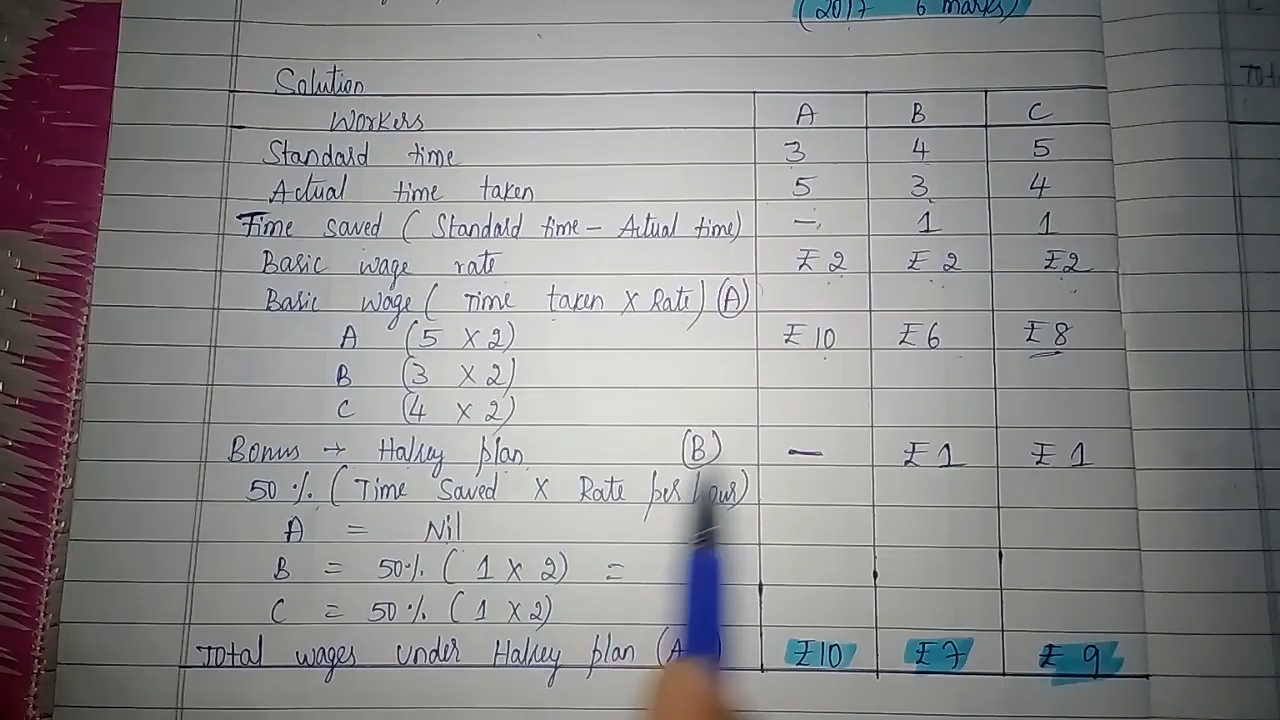 (2017 6 marks)
Solution
Workers A B C
Standard time 3 4 5
Actual time taken 5 3 4
Time saved (Standard time - Actual time) - 1 1
Basic wage rate ₹2 ₹2 ₹2
Basic wage (Time taken X Rate) (A)
A (5 X 2) ₹10 ₹6 ₹8
B (3 X 2)
C (4 X 2)
Bonus → Halsey plan (B) - ₹1 ₹1
50% (Time Saved X Rate per hour)
A = Nil
B = 50% (1 X 2) =
C = 50% (1 X 2)
Total wages under Halsey plan (A ₹10 ₹7 ₹9